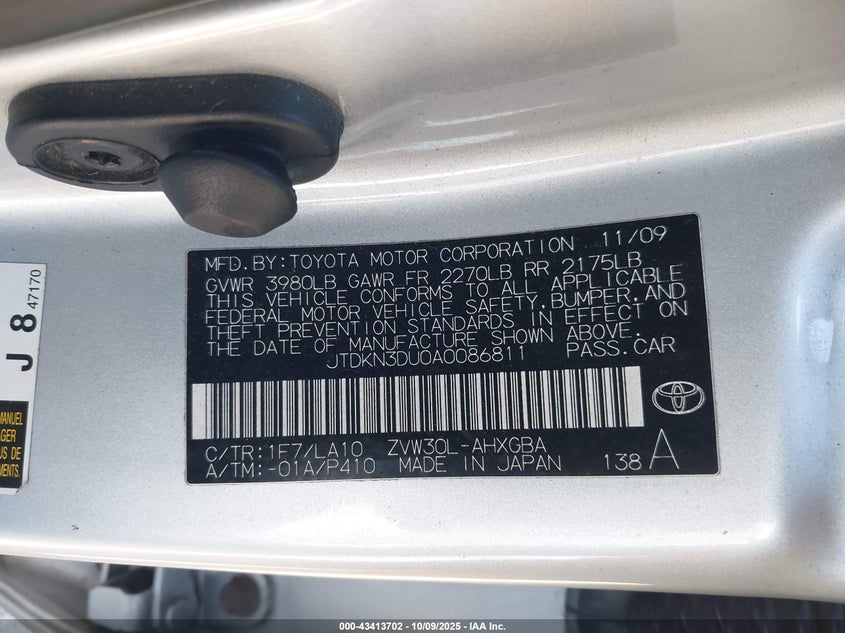 MFD.BY:TOYOTA MOTOR CORPORATION 11/09
GVWR 3980LB GAWR FR 2270LB RR 2175LB
THIS VEHICLE CONFORMS TO ALL APPLICABLE
FEDERAL MOTOR VEHICLE SAFETY,BUMPER,AND
THEFT PREVENTION STANDARDS IN EFFECT ON
THE DATE OF MANUFACTURE SHOWN ABOVE.
JTDKN3DU0A0086811 PASS.CAR
C/TR:1F7/LA10 ZVW30L-AHXGBA
A/TM:-01A/P410 MADE IN JAPAN 138 A
J 8 47170
MANUEL
US DE
000-43413702 - 10/09/2025 - IAA Inc.